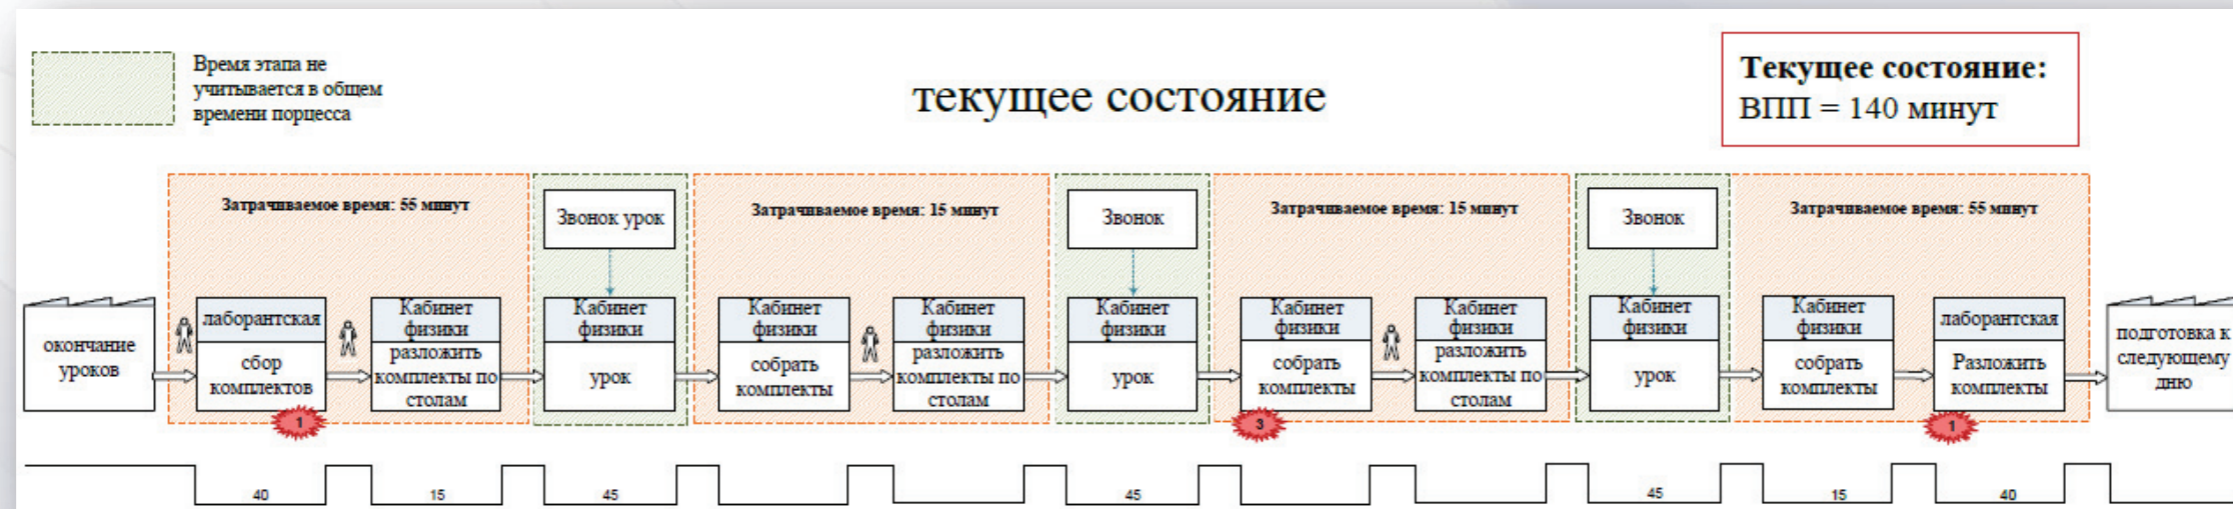 Время этапа не
учитывается в общем
времени порцесса
текущее состояние
Текущее состояние:
ВПП = 140 минут
Затрачиваемое время: 55 минут
Звонок урок
Затрачиваемое время: 15 минут
Звонок
Затрачиваемое время: 15 минут
Звонок
Затрачиваемое время: 55 минут
окончание
уроков
лаборантская
сбор
комплектов
1
Кабинет
физики
разложить
комплекты по
столам
Кабинет
физики
урок
Кабинет
физики
собрать
комплекты
Кабинет
физики
разложить
комплекты по
столам
Кабинет
физики
урок
Кабинет
физики
собрать
комплекты
3
Кабинет
физики
разложить
комплекты по
столам
Кабинет
физики
урок
Кабинет
физики
собрать
комплекты
лаборантская
Разложить
комплекты
1
подготовка к
следующему
дню
40
15
45
45
45
15
40